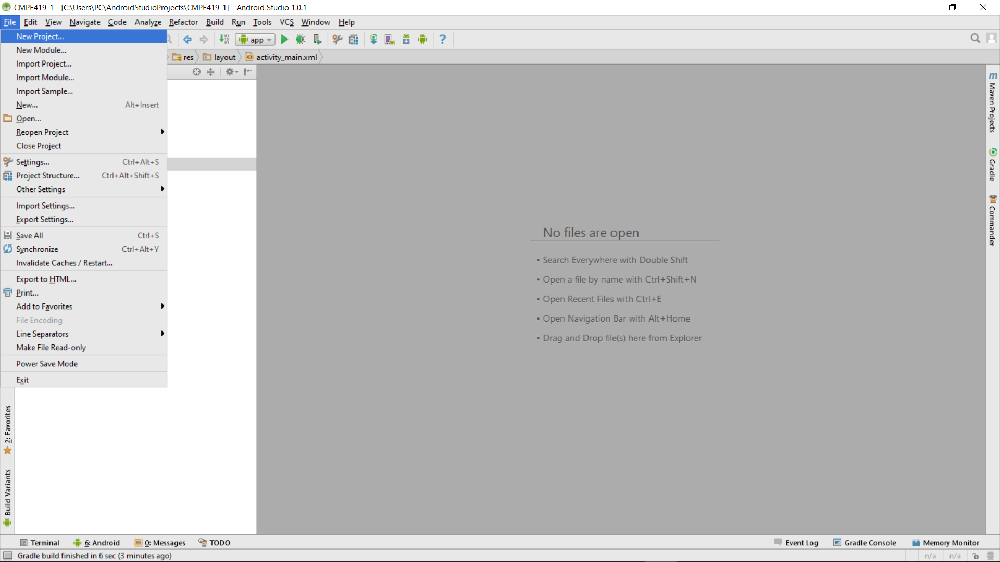 CMPE419_1 - [C:\Users\PC\AndroidStudioProjects\CMPE419_1] - Android Studio 1.0.1
File Edit View Navigate Code Analyze Refactor Build Run Tools VCS Window Help
app
res layout activity_main.xml
New Project...
New Module...
Import Project...
Import Module...
Import Sample...
New... Alt+Insert
Open...
Reopen Project
Close Project
Settings... Ctrl+Alt+S
Project Structure... Ctrl+Alt+Shift+S
Other Settings
Import Settings...
Export Settings...
Save All Ctrl+S
Synchronize Ctrl+Alt+Y
Invalidate Caches / Restart...
Export to HTML...
Print...
Add to Favorites
File Encoding
Line Separators
Make File Read-only
Power Save Mode
Exit
No files are open
• Search Everywhere with Double Shift
• Open a file by name with Ctrl+Shift+N
• Open Recent Files with Ctrl+E
• Open Navigation Bar with Alt+Home
• Drag and Drop file(s) here from Explorer
m Maven Projects
Gradle
Commander
2: Favorites
Build Variants
Terminal 6: Android 0: Messages TODO Event Log Gradle Console Memory Monitor
Gradle build finished in 6 sec (3 minutes ago) n/a n/a